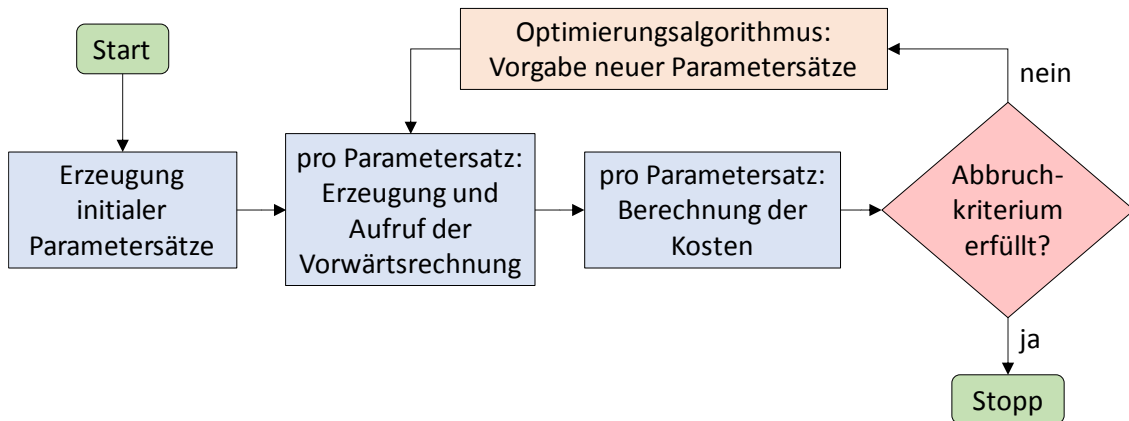 Start
Optimierungsalgorithmus:
Vorgabe neuer Parametersätze
nein
Erzeugung
initialer
Parametersätze
pro Parametersatz:
Erzeugung und
Aufruf der
Vorwärtsrechnung
pro Parametersatz:
Berechnung der
Kosten
Abbruch-
kriterium
erfüllt?
ja
Stopp